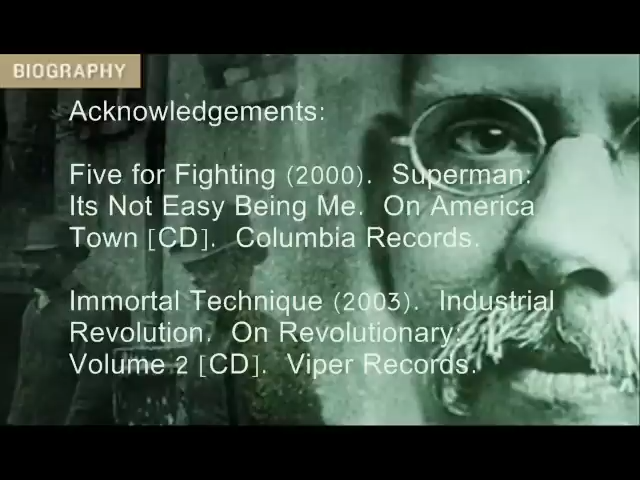 BIOGRAPHY
Acknowledgements:
Five for Fighting (2000).  Superman:
Its Not Easy Being Me.  On America
Town [CD].  Columbia Records.
Immortal Technique (2003).  Industrial
Revolution.  On Revolutionary:
Volume 2 [CD].  Viper Records.